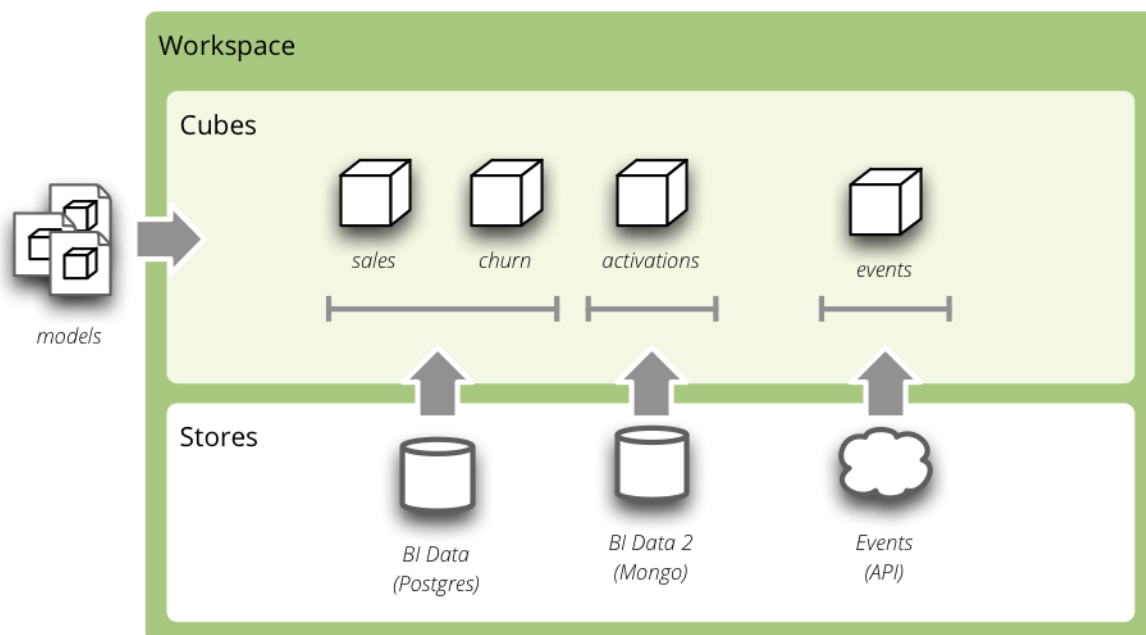 Workspace
Cubes
sales
churn
activations
events
models
Stores
BI Data
(Postgres)
BI Data 2
(Mongo)
Events
(API)